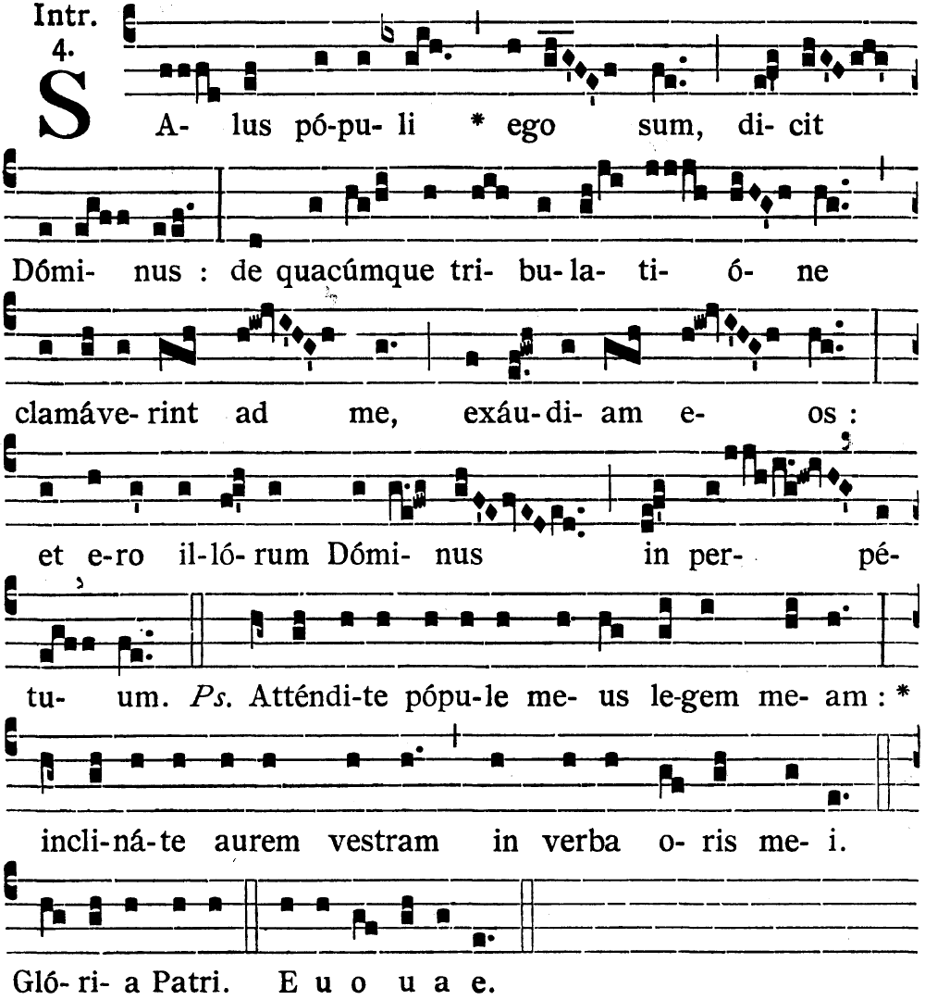 Intr.
4.
SA- lus pó-pu- li * ego sum, di- cit
Dómi- nus : de quacúmque tri- bu- la- ti- ó- ne
clamáve- rint ad me, exáu-di- am e- os :
et e-ro il-ló- rum Dómi- nus in per- pé-
tu- um. Ps. Atténdi-te pópu-le me- us le-gem me- am : *
incli-ná-te aurem vestram in verba o- ris me- i.
Gló- ri- a Patri. E u o u a e.